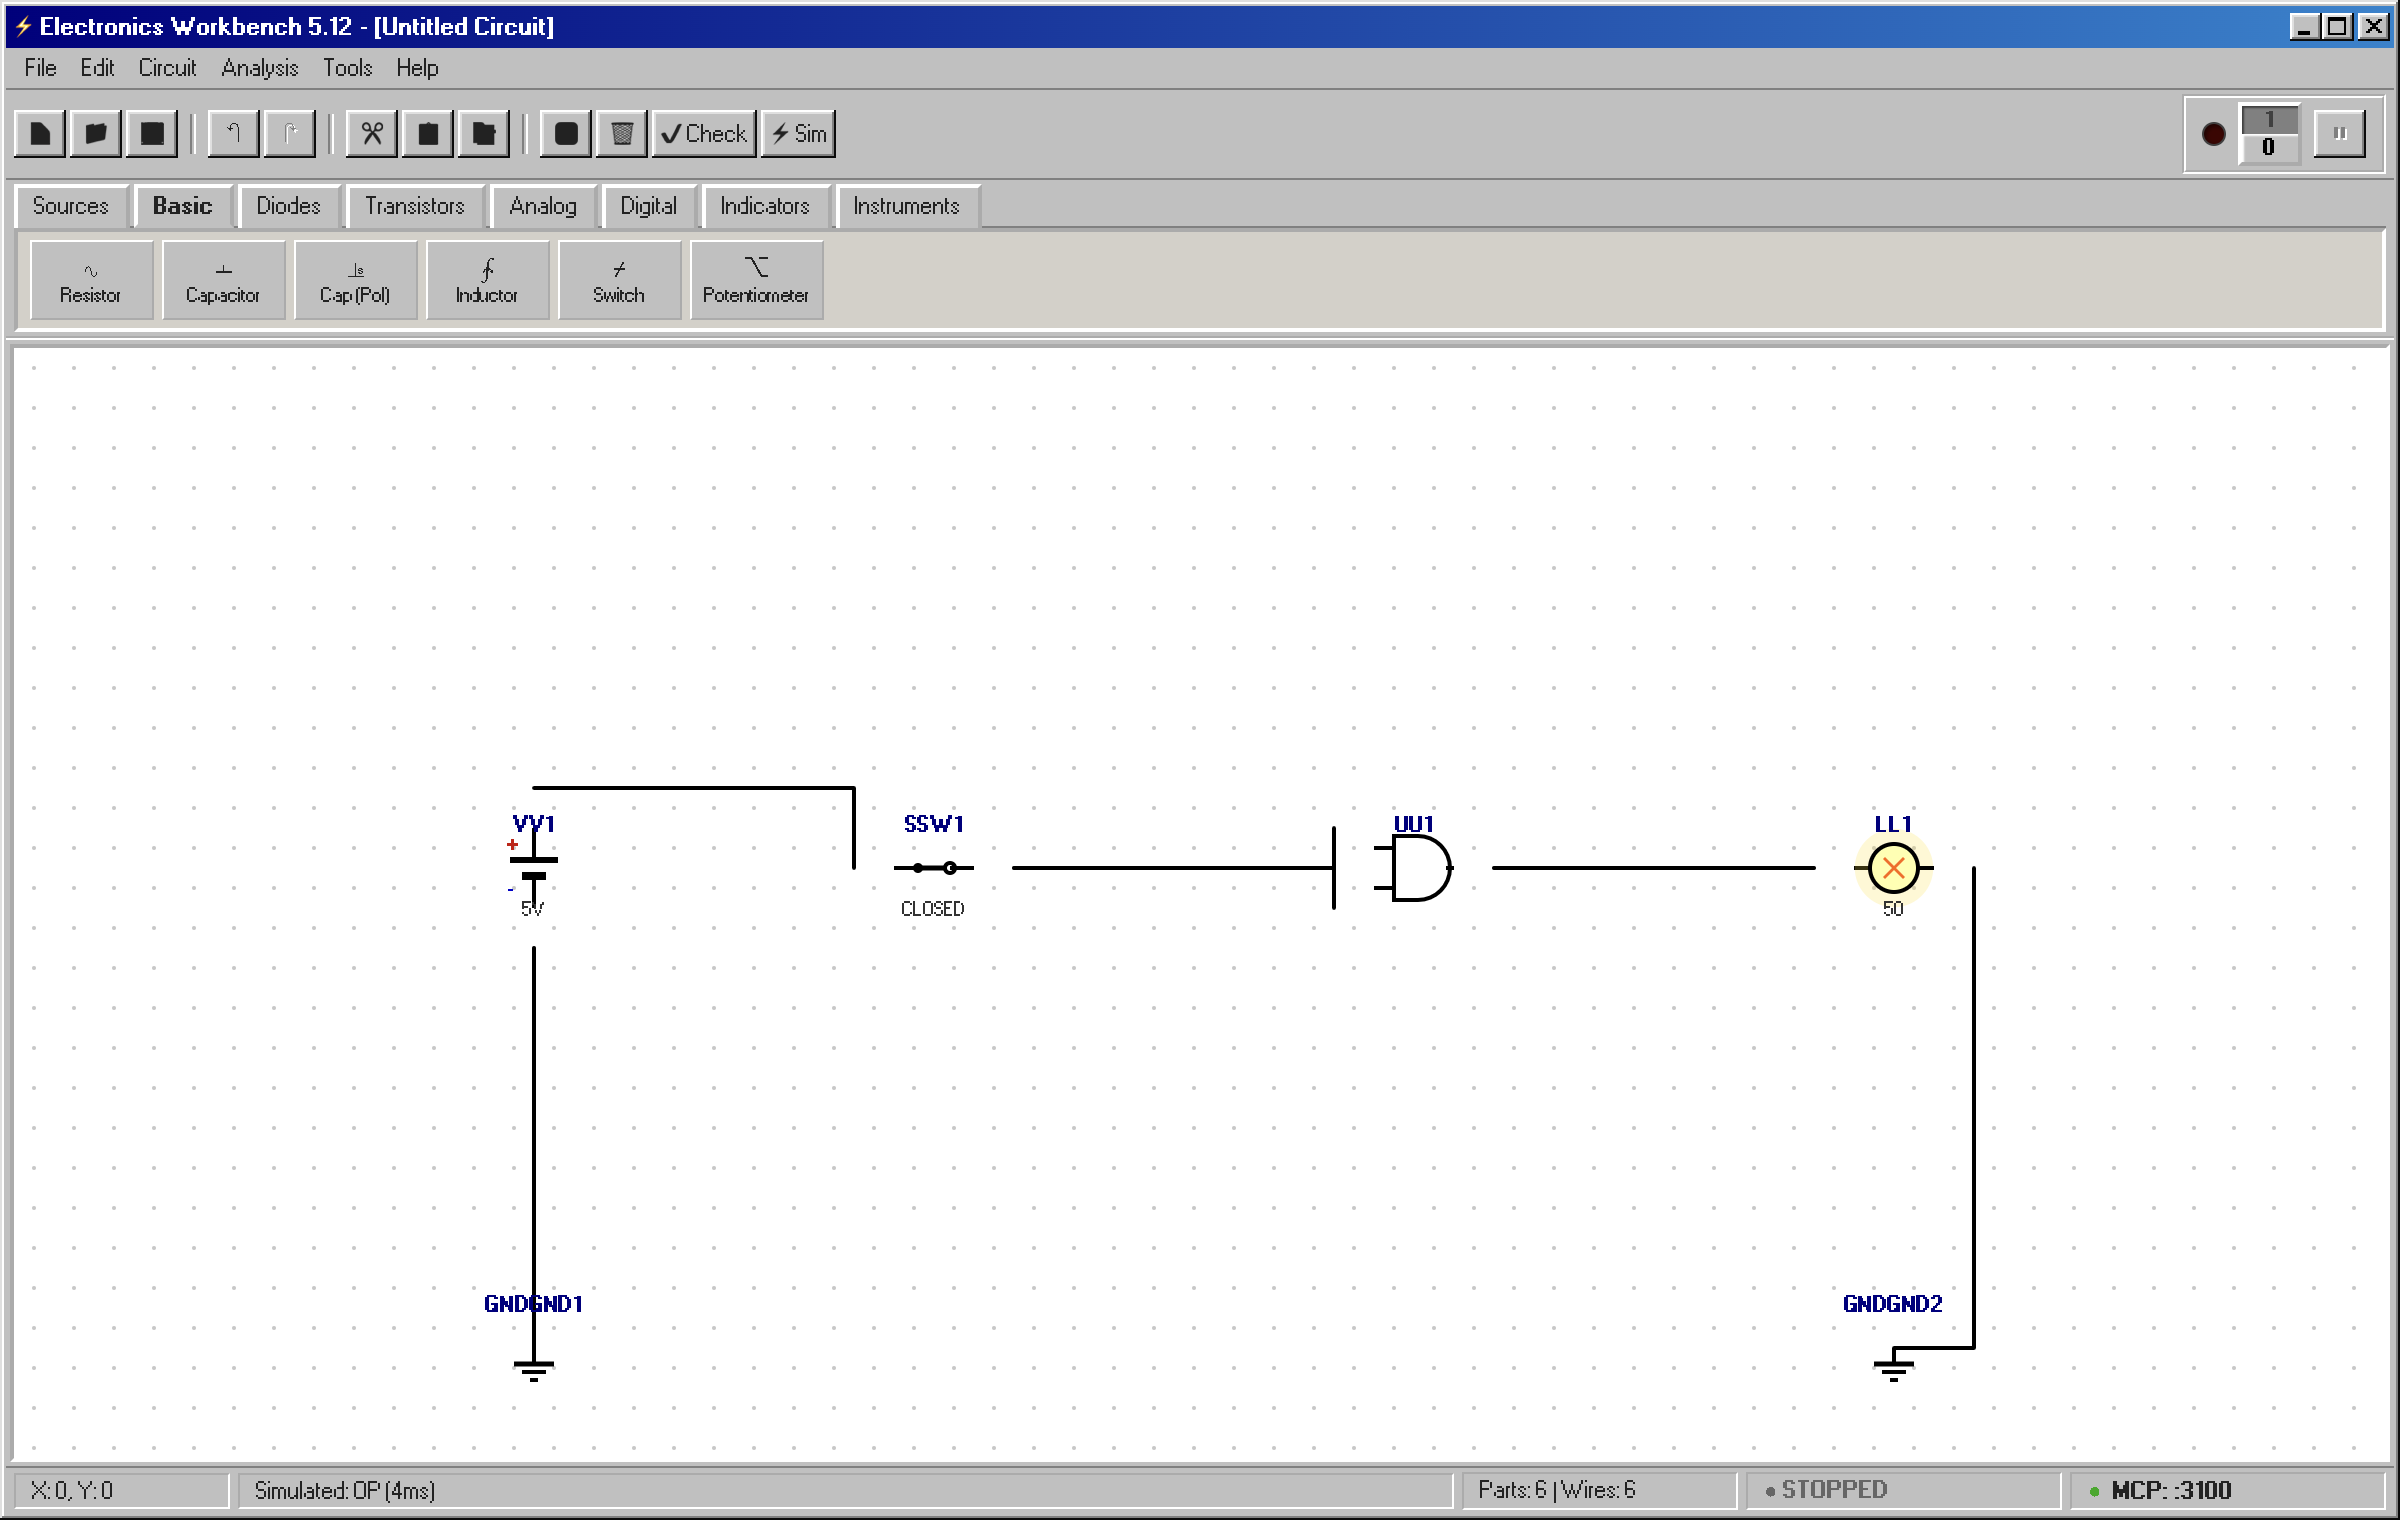 Electronics Workbench 5.12 - [Untitled Circuit]
File Edit Circuit Analysis Tools Help
Check Sim
1
0
Sources Basic Diodes Transistors Analog Digital Indicators Instruments
Resistor Capacitor Cap (Pol) Inductor Switch Potentiometer
VV1 SSW1 UU1 LL1
+
-
5V CLOSED 50
GNDGND1 GNDGND2
X: 0, Y: 0 Simulated: OP (4ms) Parts: 6 | Wires: 6 ● STOPPED ● MCP: :3100